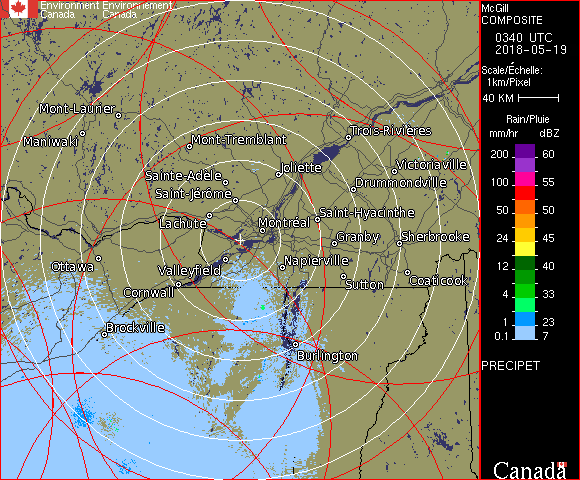 Environment Environnement
Canada Canada
McGill
COMPOSITE
0340 UTC
2018-05-19
Scale/Échelle:
1km/Pixel
40 KM
Rain/Pluie
mm/hr dBZ
200 60
100 55
50 50
24 45
12 40
4 33
1 23
0.1 7
PRECIPET
Canada
Mont-Laurier
Maniwaki
Mont-Tremblant
Trois-Rivières
Joliette
Victoriaville
Sainte-Adèle
Drummondville
Saint-Jérôme
Saint-Hyacinthe
Lachute
Montréal
Granby
Sherbrooke
Ottawa
Valleyfield
Napierville
Sutton
Coaticook
Cornwall
Brockville
Burlington